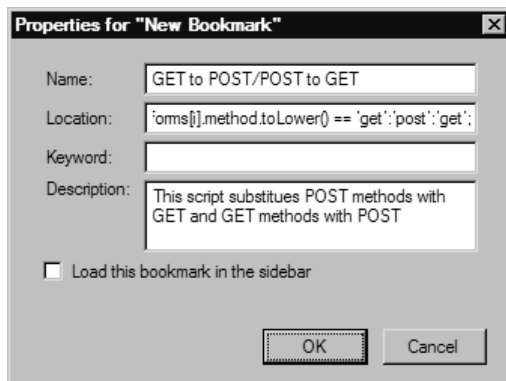 Properties for "New Bookmark"
Name: GET to POST/POST to GET
Location: forms[i].method.toLower() == 'get':'post':'get';
Keyword:
Description: This script substitues POST methods with
GET and GET methods with POST
Load this bookmark in the sidebar
OK Cancel